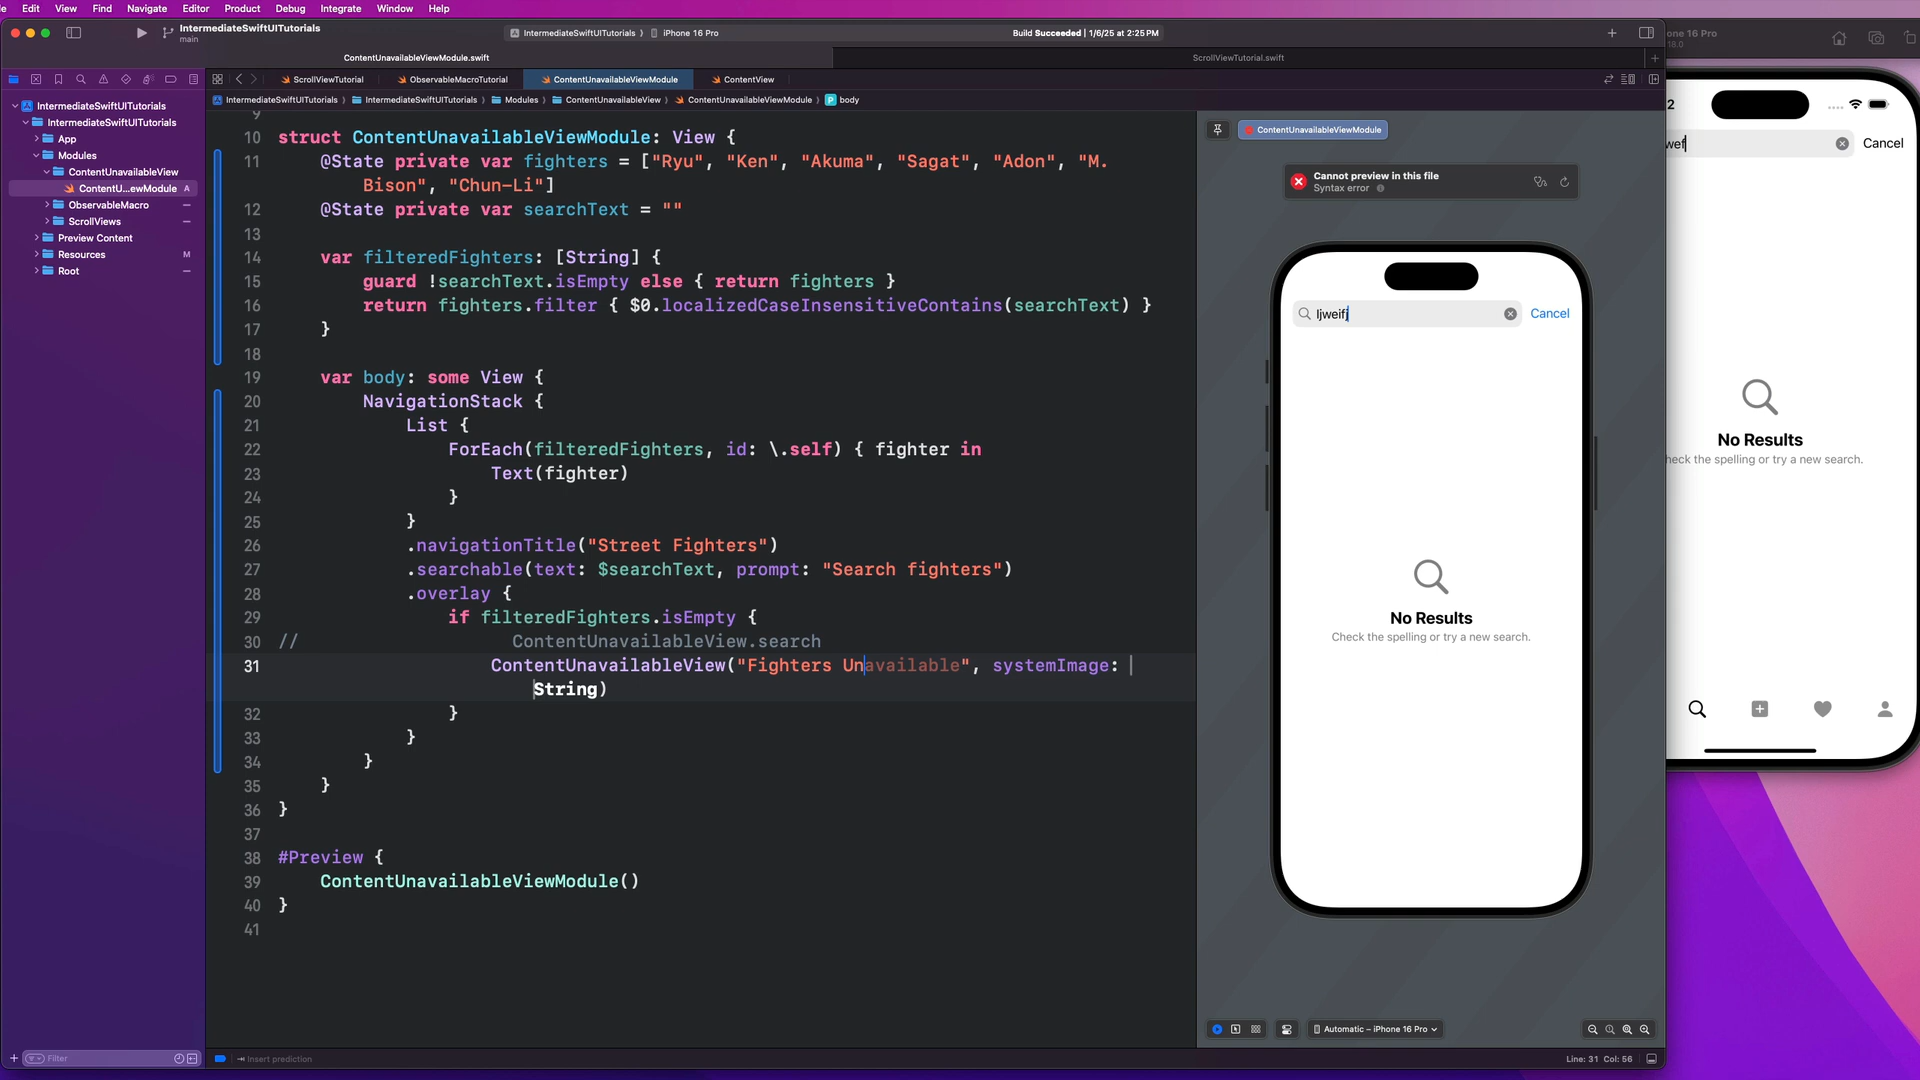 Edit View Find Navigate Editor Product Debug Integrate Window Help
IntermediateSwiftUITutorials
main
IntermediateSwiftUITutorials 〉 iPhone 16 Pro
Build Succeeded | 1/6/25 at 2:25 PM
ContentUnavailableViewModule.swift
ScrollViewTutorial.swift
ScrollViewTutorial
ObservableMacroTutorial
ContentUnavailableViewModule
ContentView
IntermediateSwiftUITutorials 〉 IntermediateSwiftUITutorials 〉 Modules 〉 ContentUnavailableView 〉 ContentUnavailableViewModule 〉 P body
IntermediateSwiftUITutorials
IntermediateSwiftUITutorials
App
Modules
ContentUnavailableView
ContentU...ewModule A
ObservableMacro
ScrollViews
Preview Content
Resources M
Root
Filter
9
10 struct ContentUnavailableViewModule: View {
11 @State private var fighters = ["Ryu", "Ken", "Akuma", "Sagat", "Adon", "M.
Bison", "Chun-Li"]
12 @State private var searchText = ""
13
14 var filteredFighters: [String] {
15 guard !searchText.isEmpty else { return fighters }
16 return fighters.filter { $0.localizedCaseInsensitiveContains(searchText) }
17 }
18
19 var body: some View {
20 NavigationStack {
21 List {
22 ForEach(filteredFighters, id: \.self) { fighter in
23 Text(fighter)
24 }
25 }
26 .navigationTitle("Street Fighters")
27 .searchable(text: $searchText, prompt: "Search fighters")
28 .overlay {
29 if filteredFighters.isEmpty {
30 // ContentUnavailableView.search
31 ContentUnavailableView("Fighters Unavailable", systemImage:
String)
32 }
33 }
34 }
35 }
36 }
37
38 #Preview {
39 ContentUnavailableViewModule()
40 }
41
Insert prediction
Line: 31 Col: 56
ContentUnavailableViewModule
Cannot preview in this file
Syntax error
ljweifj
Cancel
No Results
Check the spelling or try a new search.
Automatic – iPhone 16 Pro
one 16 Pro
18.0
2
wef
Cancel
No Results
heck the spelling or try a new search.